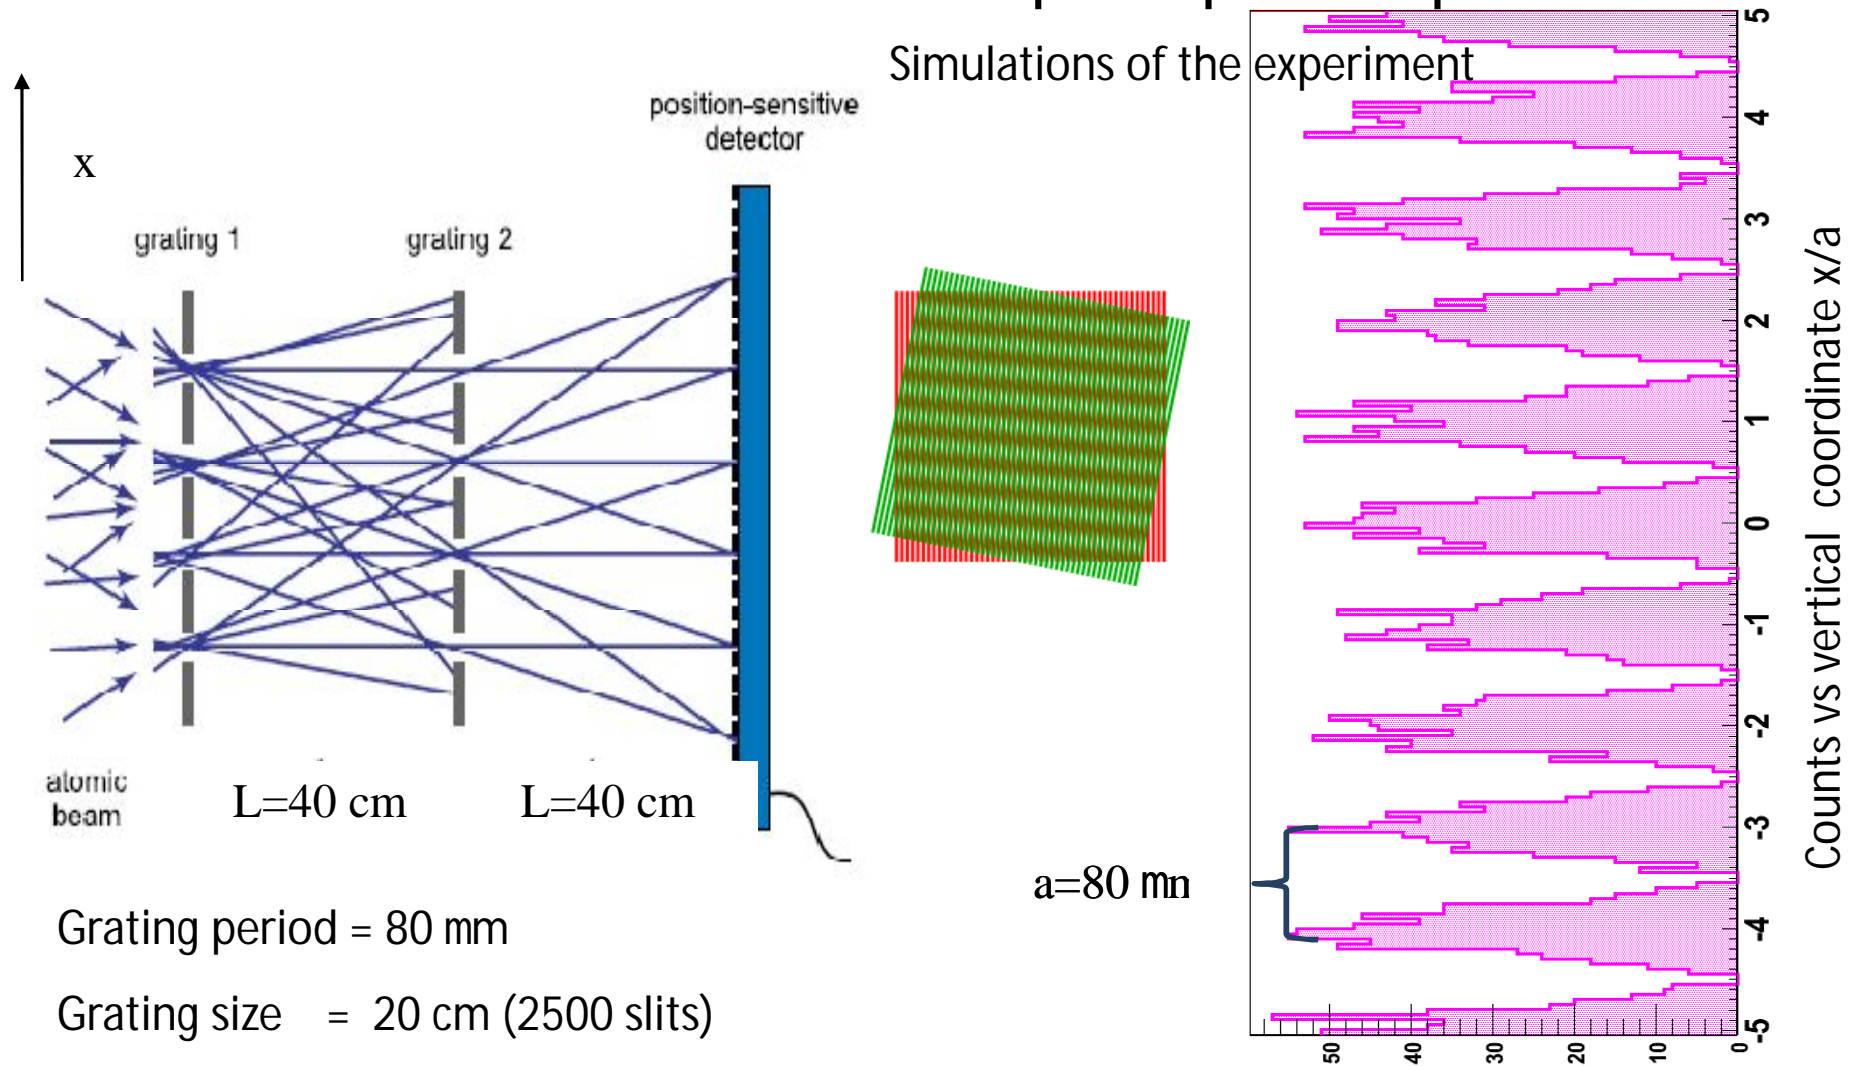 Simulations of the experiment
position-sensitive
detector
x
grating 1
grating 2
atomic
beam
L=40 cm
L=40 cm
a=80 mn
Grating period = 80 mm
Grating size = 20 cm (2500 slits)
5
4
3
2
1
0
-1
-2
-3
-4
-5
50
40
30
20
10
0
Counts vs vertical coordinate x/a